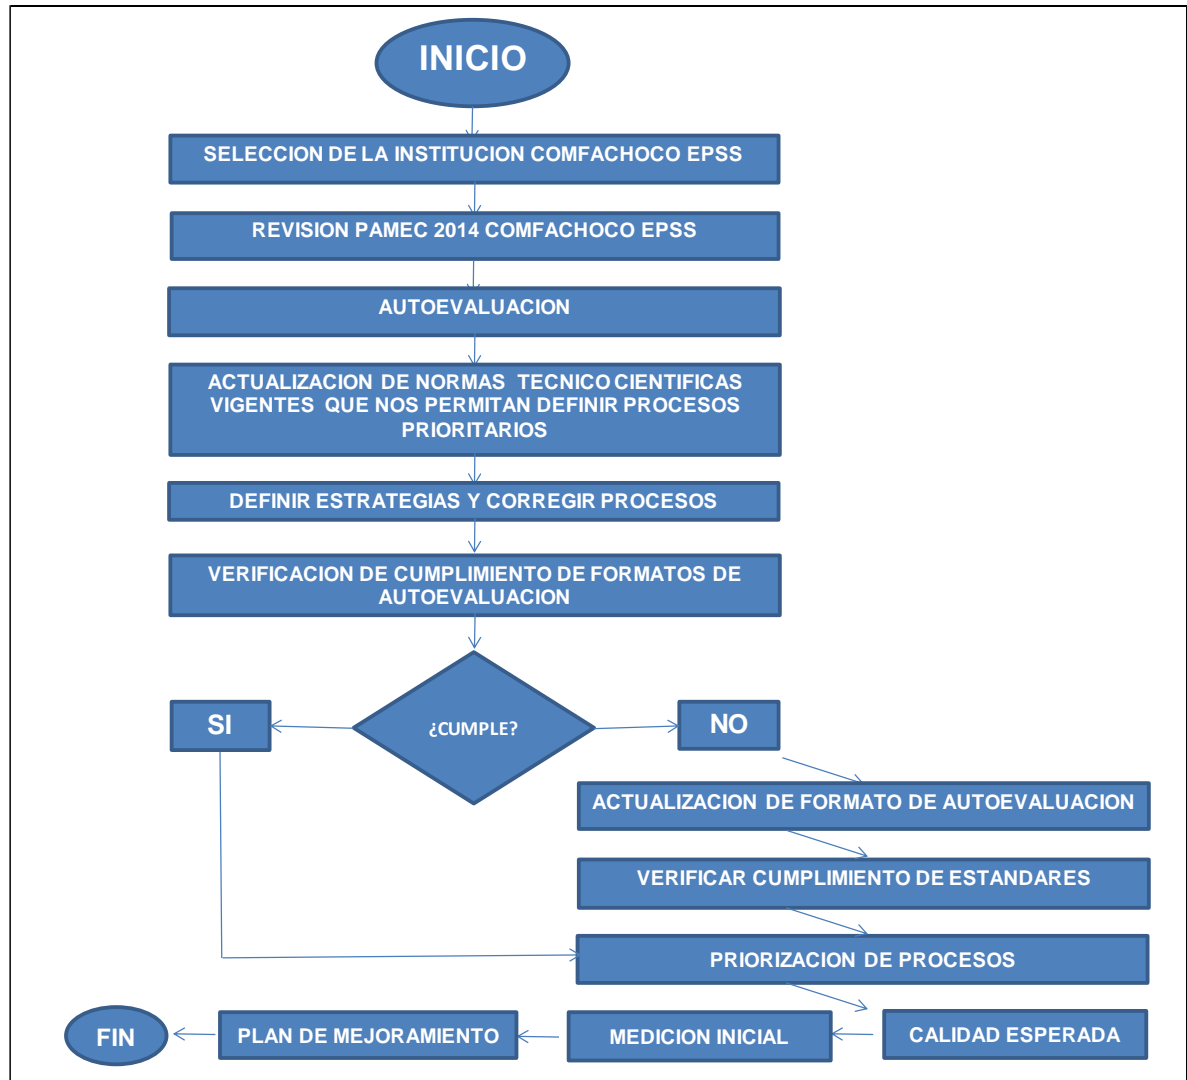 INICIO
SELECCION DE LA INSTITUCION COMFACHOCO EPSS
REVISION PAMEC 2014 COMFACHOCO EPSS
AUTOEVALUACION
ACTUALIZACION DE NORMAS TECNICO CIENTIFICAS
VIGENTES QUE NOS PERMITAN DEFINIR PROCESOS
PRIORITARIOS
DEFINIR ESTRATEGIAS Y CORREGIR PROCESOS
VERIFICACION DE CUMPLIMIENTO DE FORMATOS DE
AUTOEVALUACION
SI
¿CUMPLE?
NO
ACTUALIZACION DE FORMATO DE AUTOEVALUACION
VERIFICAR CUMPLIMIENTO DE ESTANDARES
PRIORIZACION DE PROCESOS
CALIDAD ESPERADA
MEDICION INICIAL
PLAN DE MEJORAMIENTO
FIN